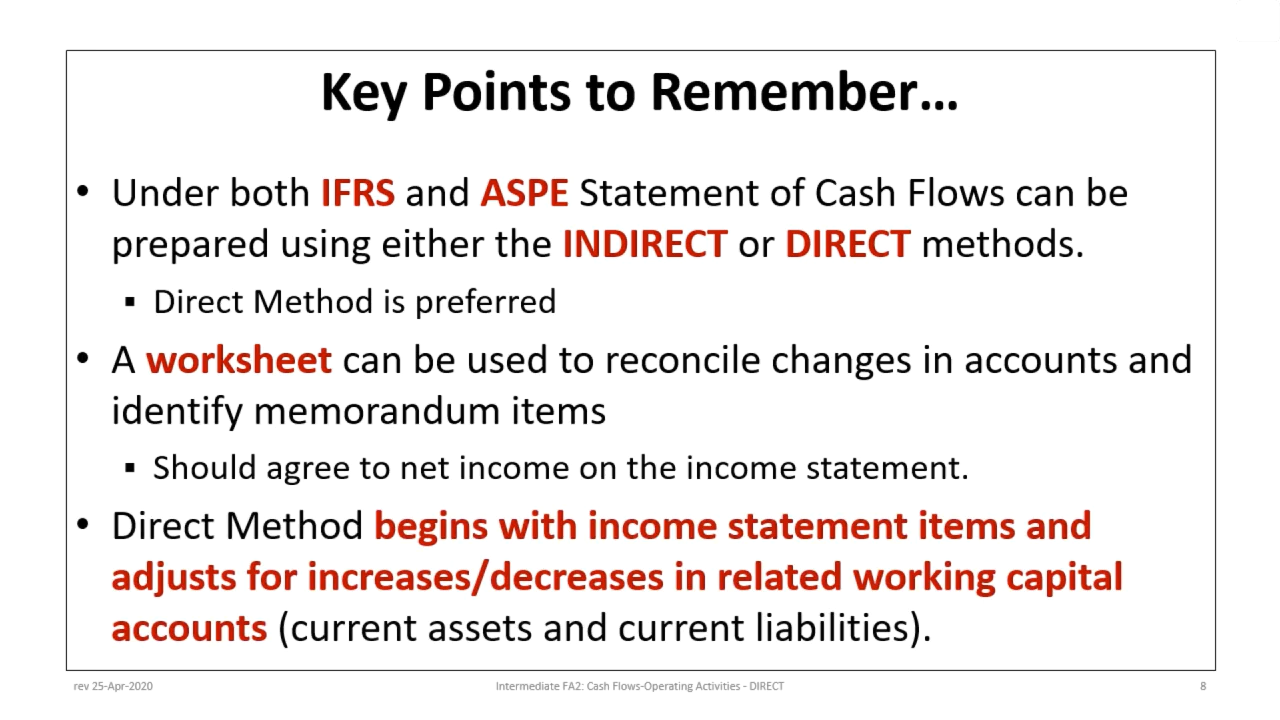 Key Points to Remember...
• Under both IFRS and ASPE Statement of Cash Flows can be
prepared using either the INDIRECT or DIRECT methods.
▪ Direct Method is preferred
• A worksheet can be used to reconcile changes in accounts and
identify memorandum items
▪ Should agree to net income on the income statement.
• Direct Method begins with income statement items and
adjusts for increases/decreases in related working capital
accounts (current assets and current liabilities).
rev 25-Apr-2020
Intermediate FA2: Cash Flows-Operating Activities - DIRECT
8